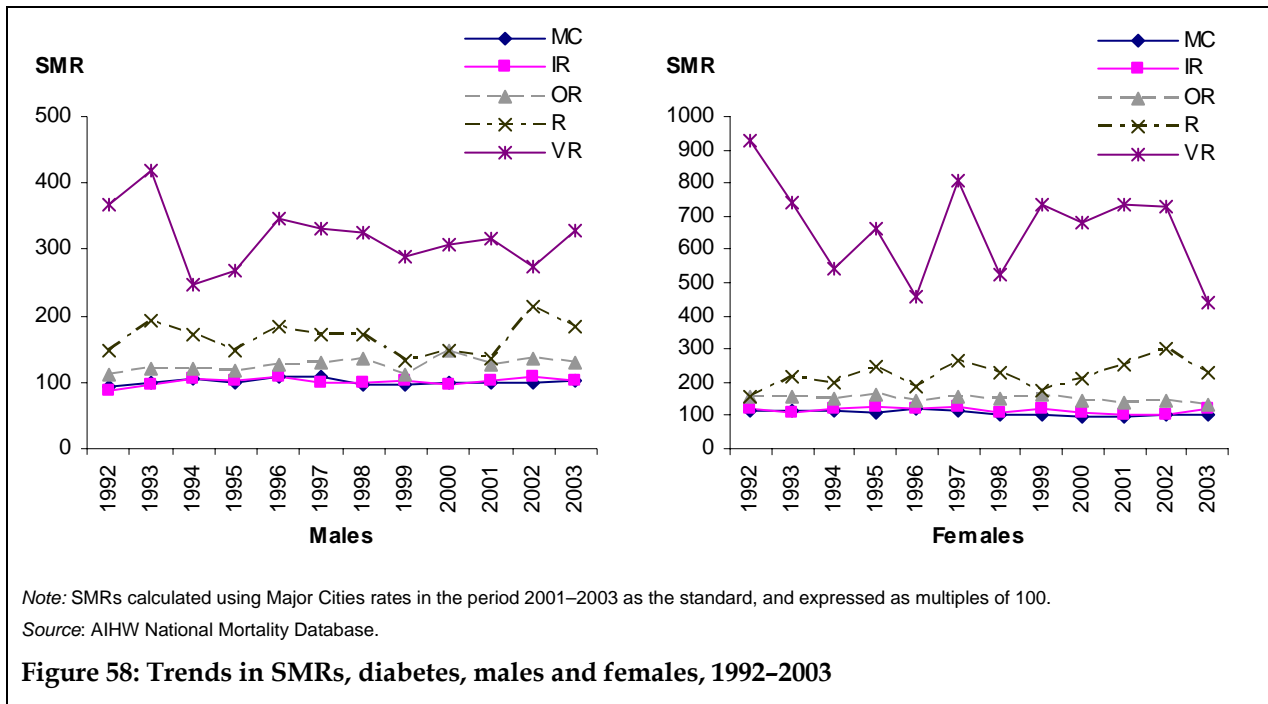 MC
IR
OR
R
VR
SMR
500
400
300
200
100
0
1992
1993
1994
1995
1996
1997
1998
1999
2000
2001
2002
2003
Males
MC
IR
OR
R
VR
SMR
1000
900
800
700
600
500
400
300
200
100
0
1992
1993
1994
1995
1996
1997
1998
1999
2000
2001
2002
2003
Females
Note: SMRs calculated using Major Cities rates in the period 2001–2003 as the standard, and expressed as multiples of 100.
Source: AIHW National Mortality Database.
Figure 58: Trends in SMRs, diabetes, males and females, 1992–2003